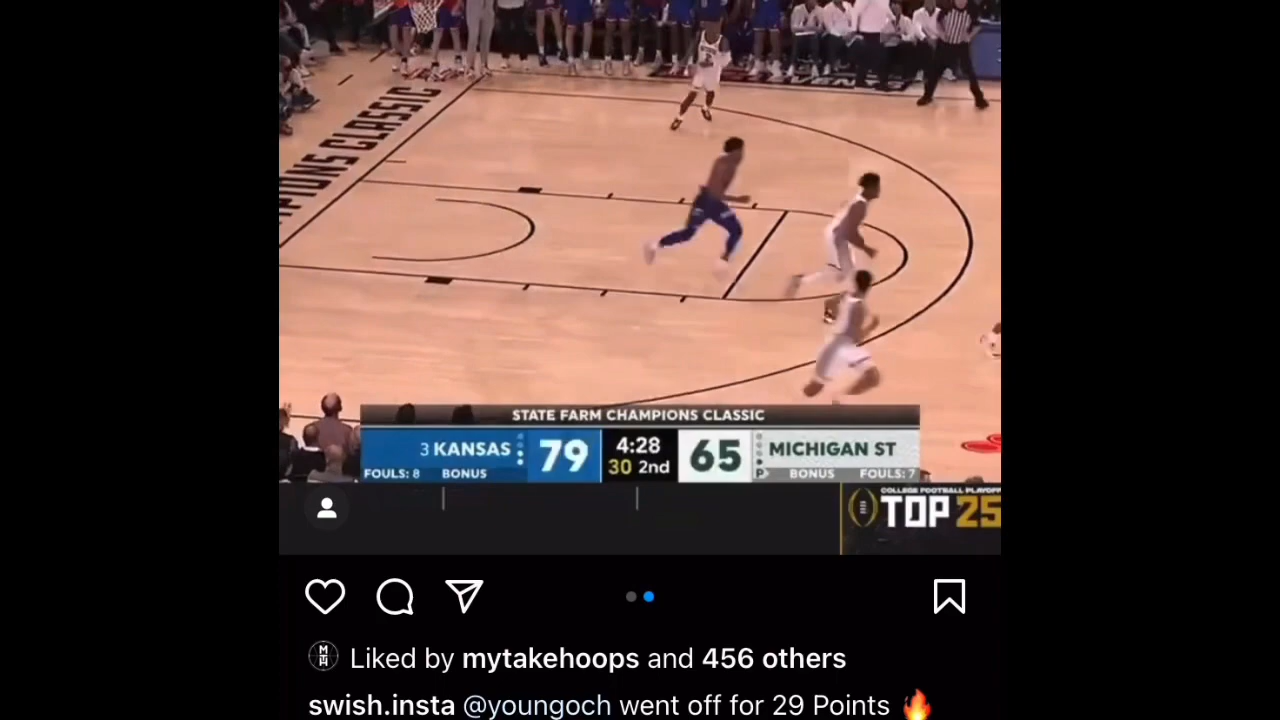 MPIONS CLASSIC
STATE FARM CHAMPIONS CLASSIC
3 KANSAS 79 4:28 65 MICHIGAN ST
30 2nd
FOULS: 8 BONUS P BONUS FOULS: 7
COLLEGE FOOTBALL PLAYOFF
TOP 25
Liked by mytakehoops and 456 others
swish.insta @youngoch went off for 29 Points 🔥